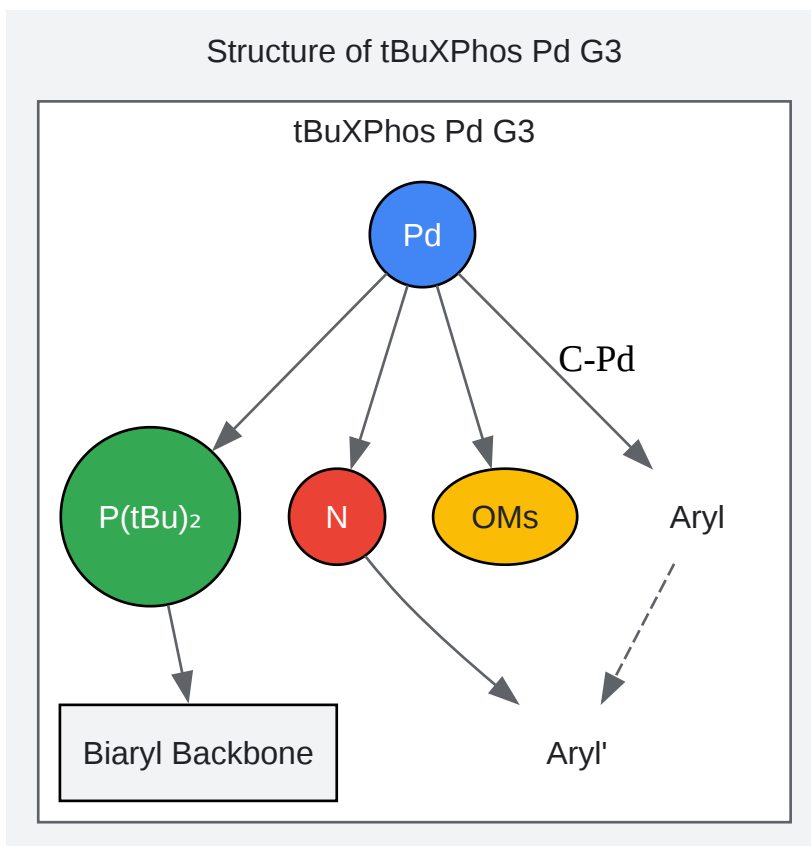 Structure of tBuXPhos Pd G3
tBuXPhos Pd G3
Pd
C-Pd
P(tBu)₂
N
OMs
Aryl
Biaryl Backbone
Aryl'